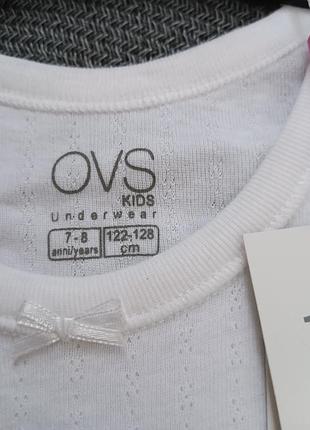 OVS
KIDS
Underwear
7-8 122-128
anni/years cm